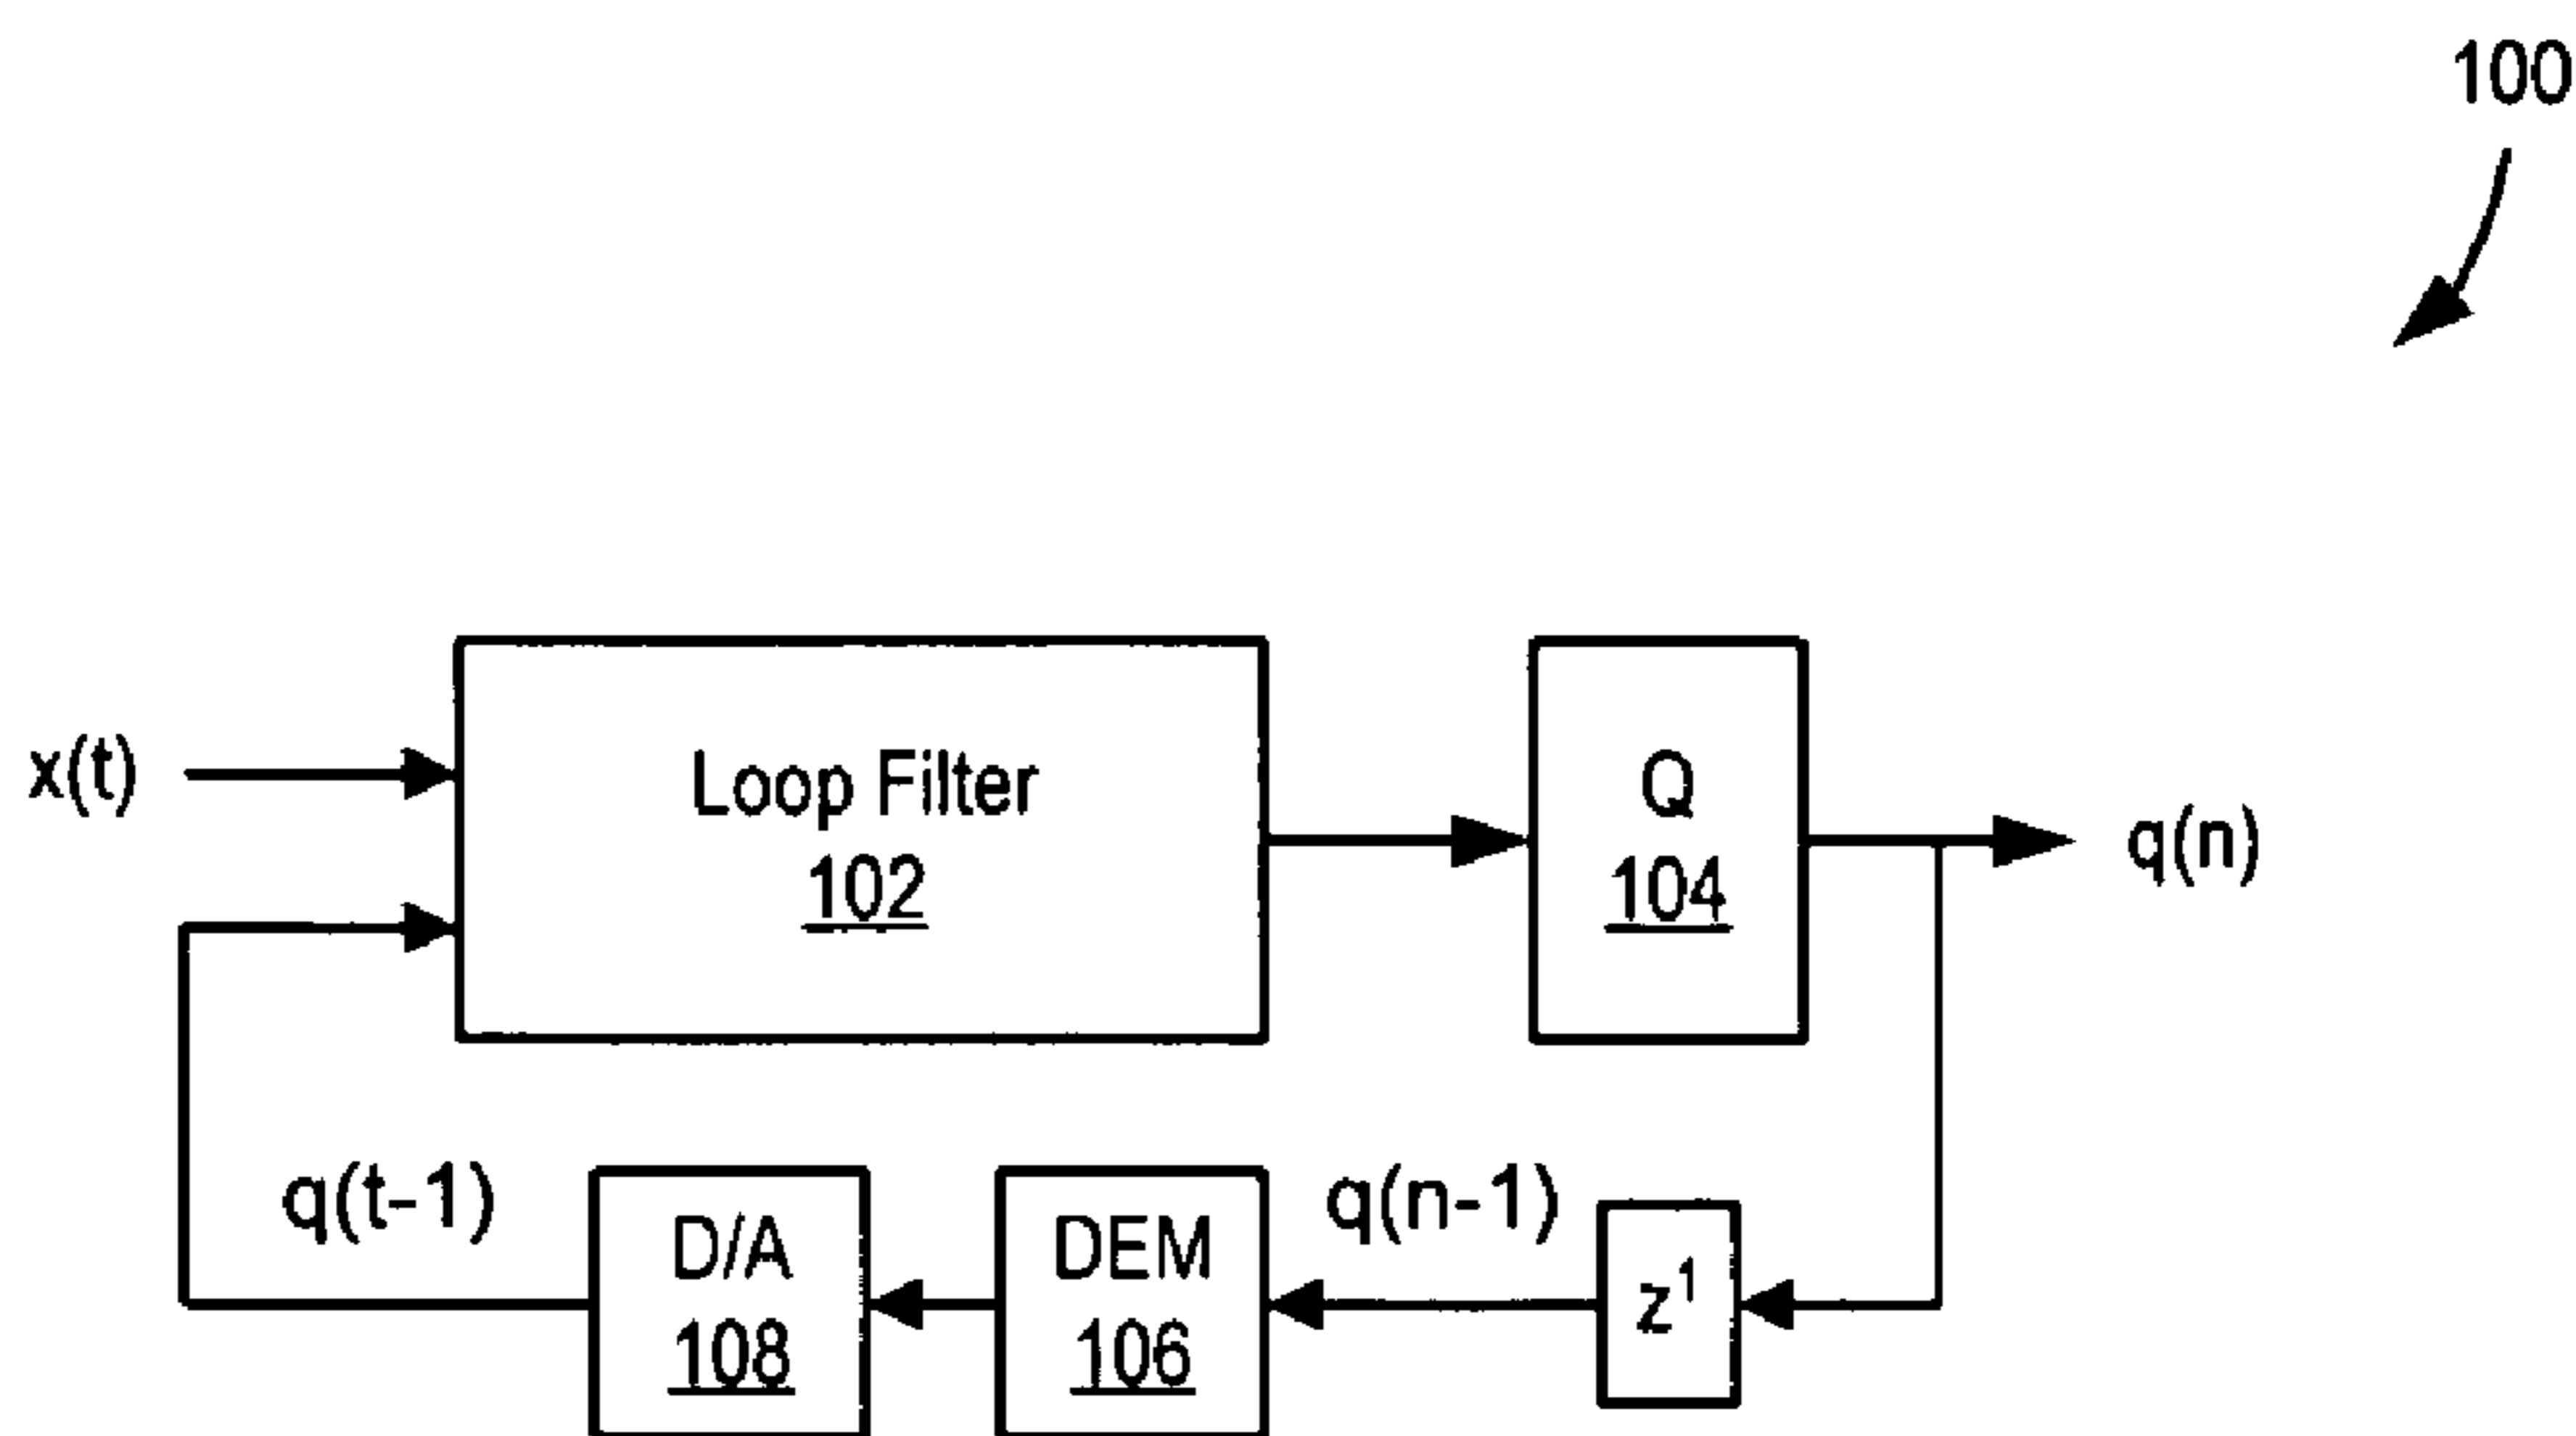 100
x(t)
Loop Filter
102
Q
104
q(n)
q(t-1)
D/A
108
DEM
106
q(n-1)
z¹